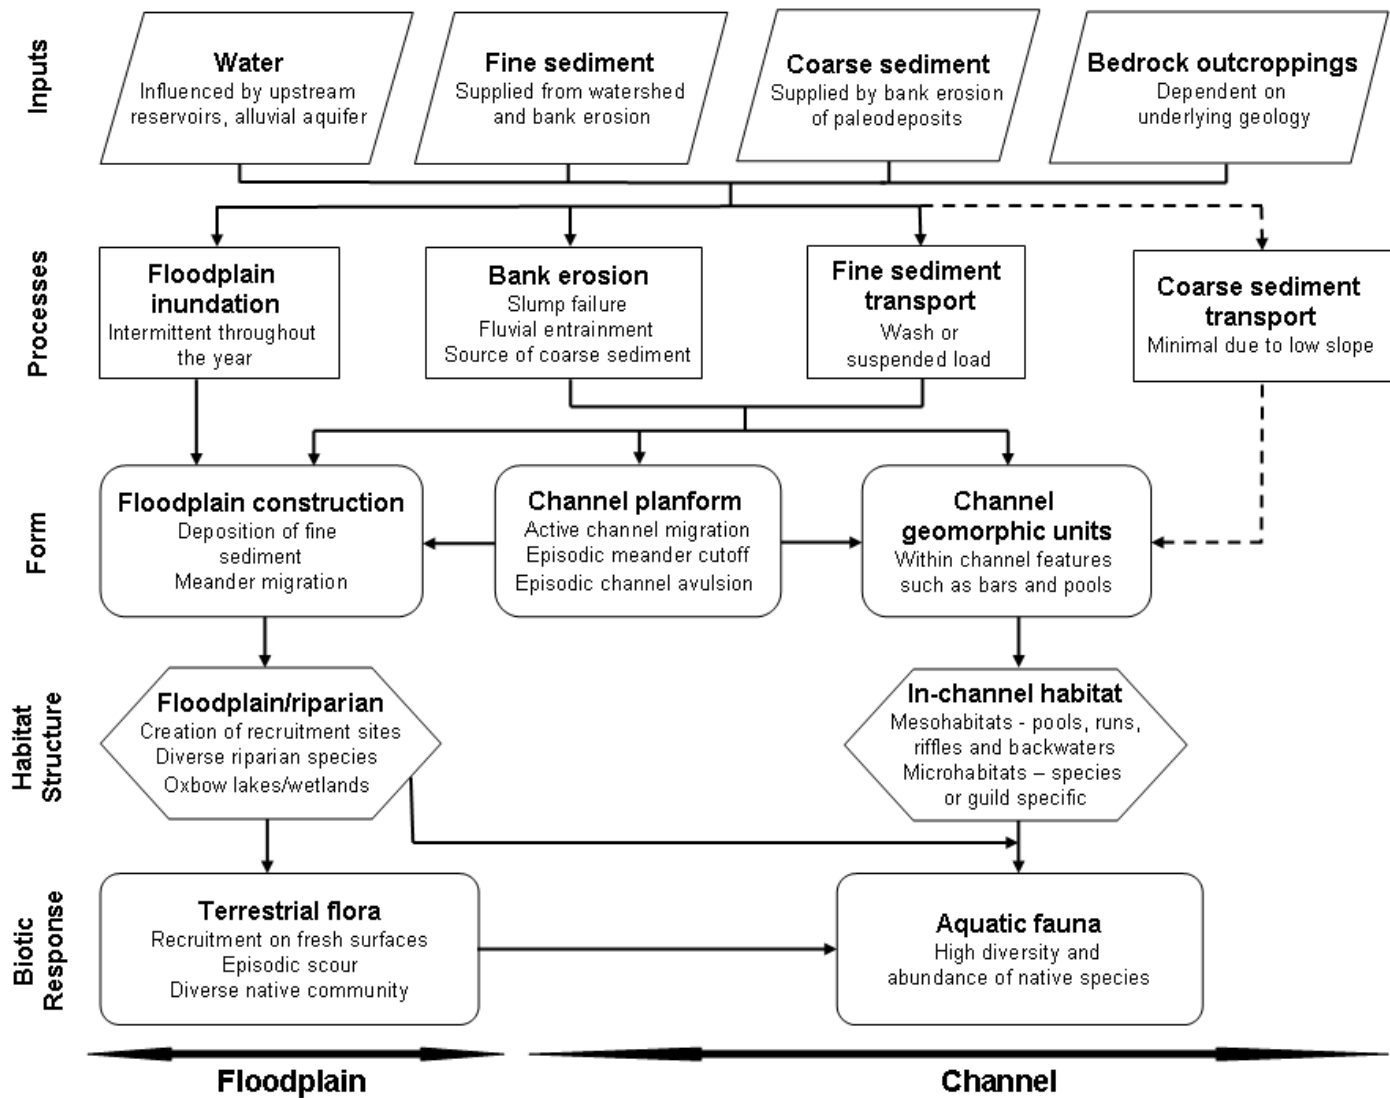 Inputs
Water
Influenced by upstream
reservoirs, alluvial aquifer
Fine sediment
Supplied from watershed
and bank erosion
Coarse sediment
Supplied by bank erosion
of paleodeposits
Bedrock outcroppings
Dependent on
underlying geology
Processes
Floodplain
inundation
Intermittent throughout
the year
Bank erosion
Slump failure
Fluvial entrainment
Source of coarse sediment
Fine sediment
transport
Wash or
suspended load
Coarse sediment
transport
Minimal due to low slope
Form
Floodplain construction
Deposition of fine
sediment
Meander migration
Channel planform
Active channel migration
Episodic meander cutoff
Episodic channel avulsion
Channel
geomorphic units
Within channel features
such as bars and pools
Habitat
Structure
Floodplain/riparian
Creation of recruitment sites
Diverse riparian species
Oxbow lakes/wetlands
In-channel habitat
Mesohabitats - pools, runs,
riffles and backwaters
Microhabitats – species
or guild specific
Biotic
Response
Terrestrial flora
Recruitment on fresh surfaces
Episodic scour
Diverse native community
Aquatic fauna
High diversity and
abundance of native species
Floodplain
Channel